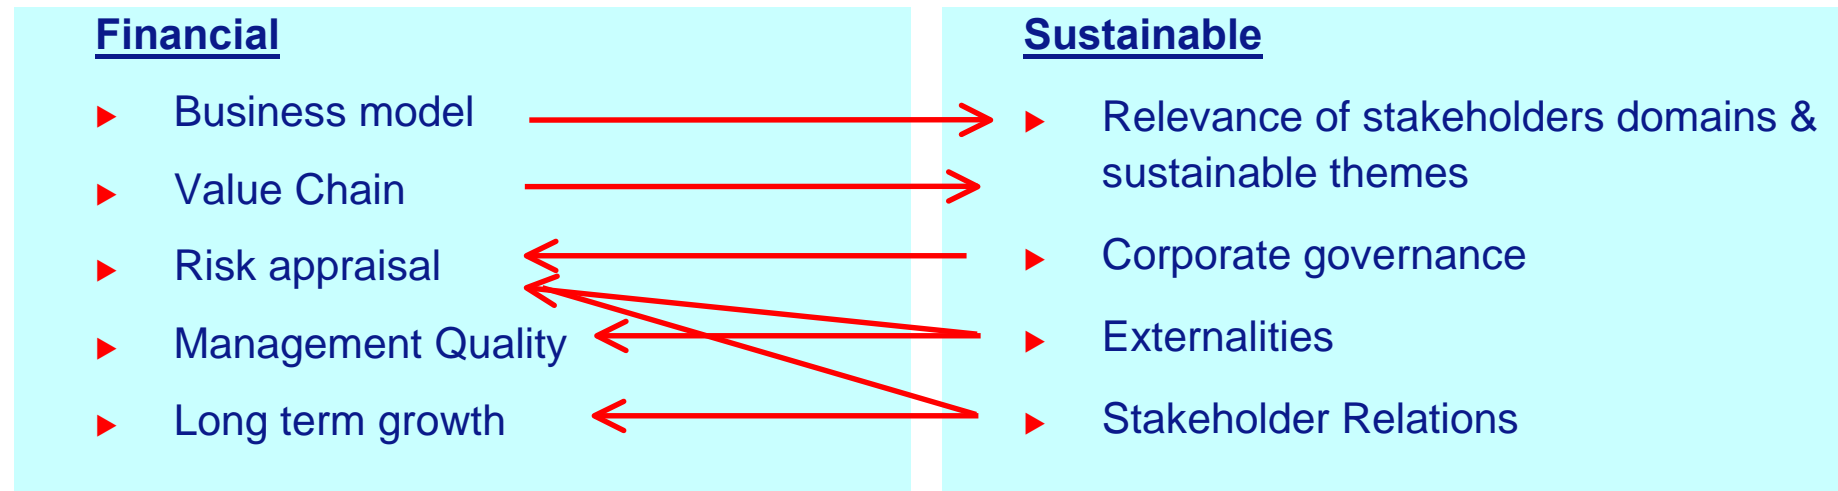 Financial
Business model
Value Chain
Risk appraisal
Management Quality
Long term growth
Sustainable
Relevance of stakeholders domains &
sustainable themes
Corporate governance
Externalities
Stakeholder Relations